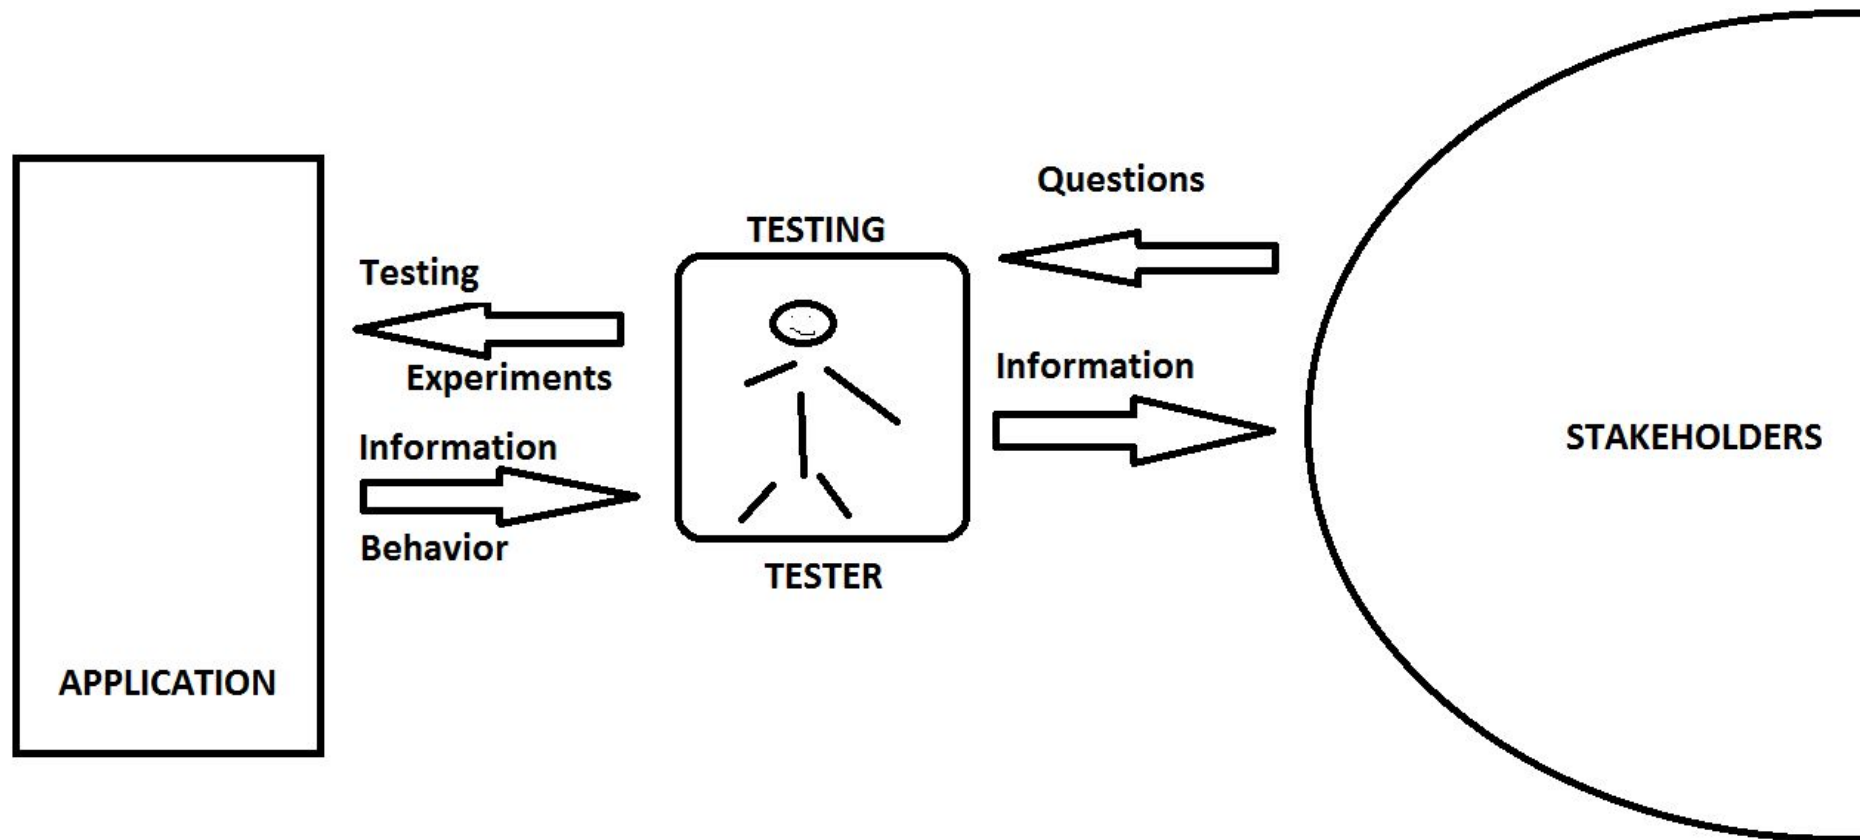 Questions
TESTING
Testing
Experiments
Information
Information
Behavior
STAKEHOLDERS
TESTER
APPLICATION